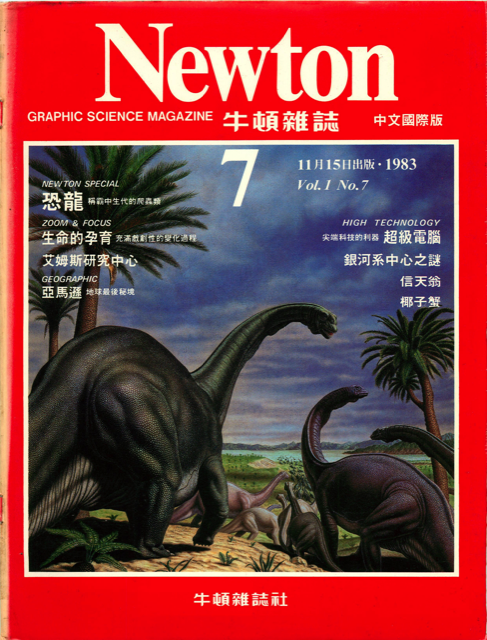 Newton
GRAPHIC SCIENCE MAGAZINE 牛頓雜誌 中文國際版
7
11月15日出版・1983
Vol.1 No.7
NEWTON SPECIAL
恐龍 稱霸中生代的爬蟲類
ZOOM & FOCUS
生命的孕育 充滿戲劇性的變化過程
艾姆斯研究中心
GEOGRAPHIC
亞馬遜 地球最後秘境
HIGH TECHNOLOGY
尖端科技的利器 超級電腦
銀河系中心之謎
信天翁
椰子蟹
牛頓雜誌社